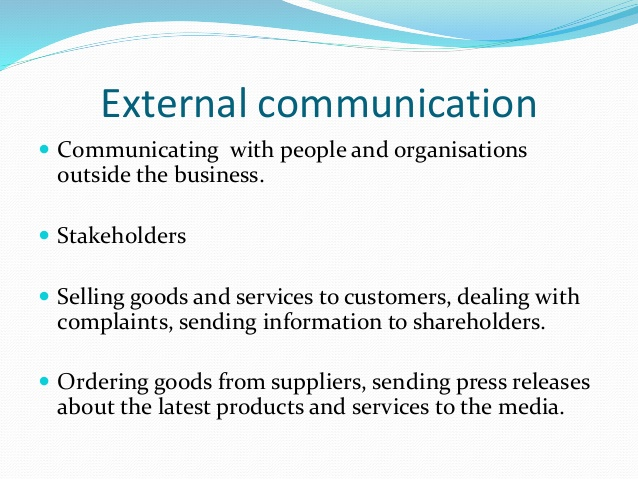 External communication
• Communicating with people and organisations
outside the business.
• Stakeholders
• Selling goods and services to customers, dealing with
complaints, sending information to shareholders.
• Ordering goods from suppliers, sending press releases
about the latest products and services to the media.